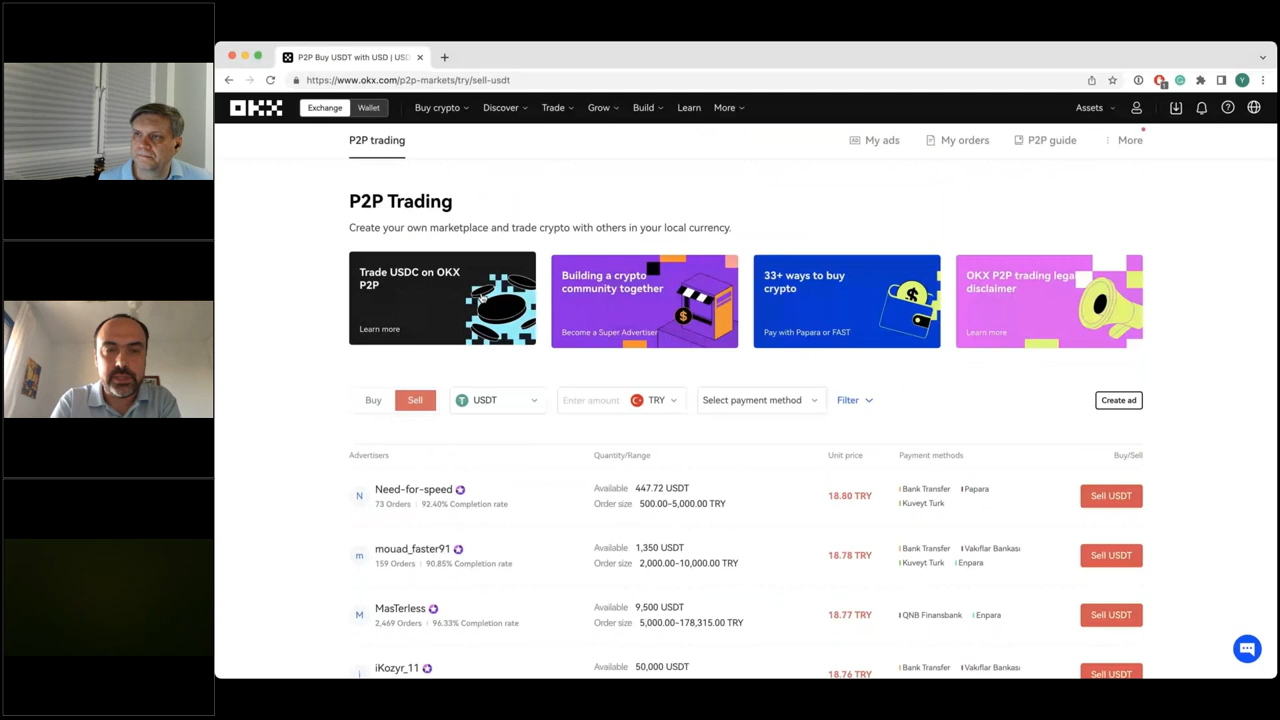 P2P Buy USDT with USD | USD
https://www.okx.com/p2p-markets/try/sell-usdt
OKX Exchange Wallet Buy crypto Discover Trade Grow Build Learn More Assets
P2P trading My ads My orders P2P guide More
P2P Trading
Create your own marketplace and trade crypto with others in your local currency.
Trade USDC on OKX
P2P
Learn more
Building a crypto
community together
Become a Super Advertiser
33+ ways to buy
crypto
Pay with Papara or FAST
OKX P2P trading lega
disclaimer
Learn more
Buy Sell USDT Enter amount TRY Select payment method Filter Create ad
Advertisers Quantity/Range Unit price Payment methods Buy/Sell
N Need-for-speed
73 Orders 92.40% Completion rate
Available 447.72 USDT
Order size 500.00~5,000.00 TRY
18.80 TRY
Bank Transfer Papara
Kuveyt Turk
Sell USDT
m mouad_faster91
159 Orders 90.85% Completion rate
Available 1,350 USDT
Order size 2,000.00~10,000.00 TRY
18.78 TRY
Bank Transfer Vakıflar Bankası
Kuveyt Turk Enpara
Sell USDT
M MasTerless
2,469 Orders 96.33% Completion rate
Available 9,500 USDT
Order size 5,000.00~178,315.00 TRY
18.77 TRY
QNB Finansbank Enpara
Sell USDT
iKozyr_11
Available 50,000 USDT
18.76 TRY
Bank Transfer Vakıflar Bankası
Sell USDT